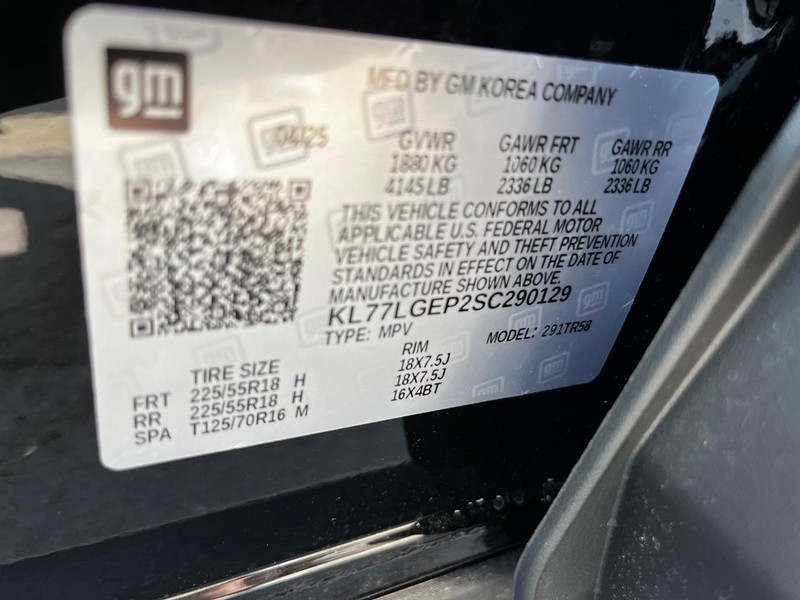 gm
MFD BY GM KOREA COMPANY
04/25
GVWR GAWR FRT GAWR RR
1880 KG 1060 KG 1060 KG
4145 LB 2336 LB 2336 LB
THIS VEHICLE CONFORMS TO ALL
APPLICABLE U.S. FEDERAL MOTOR
VEHICLE SAFETY AND THEFT PREVENTION
STANDARDS IN EFFECT ON THE DATE OF
MANUFACTURE SHOWN ABOVE.
KL77LGEP2SC290129
TYPE: MPV MODEL: 291TR58
TIRE SIZE RIM
FRT 225/55R18 H 18X7.5J
RR 225/55R18 H 18X7.5J
SPA T125/70R16 M 16X4BT